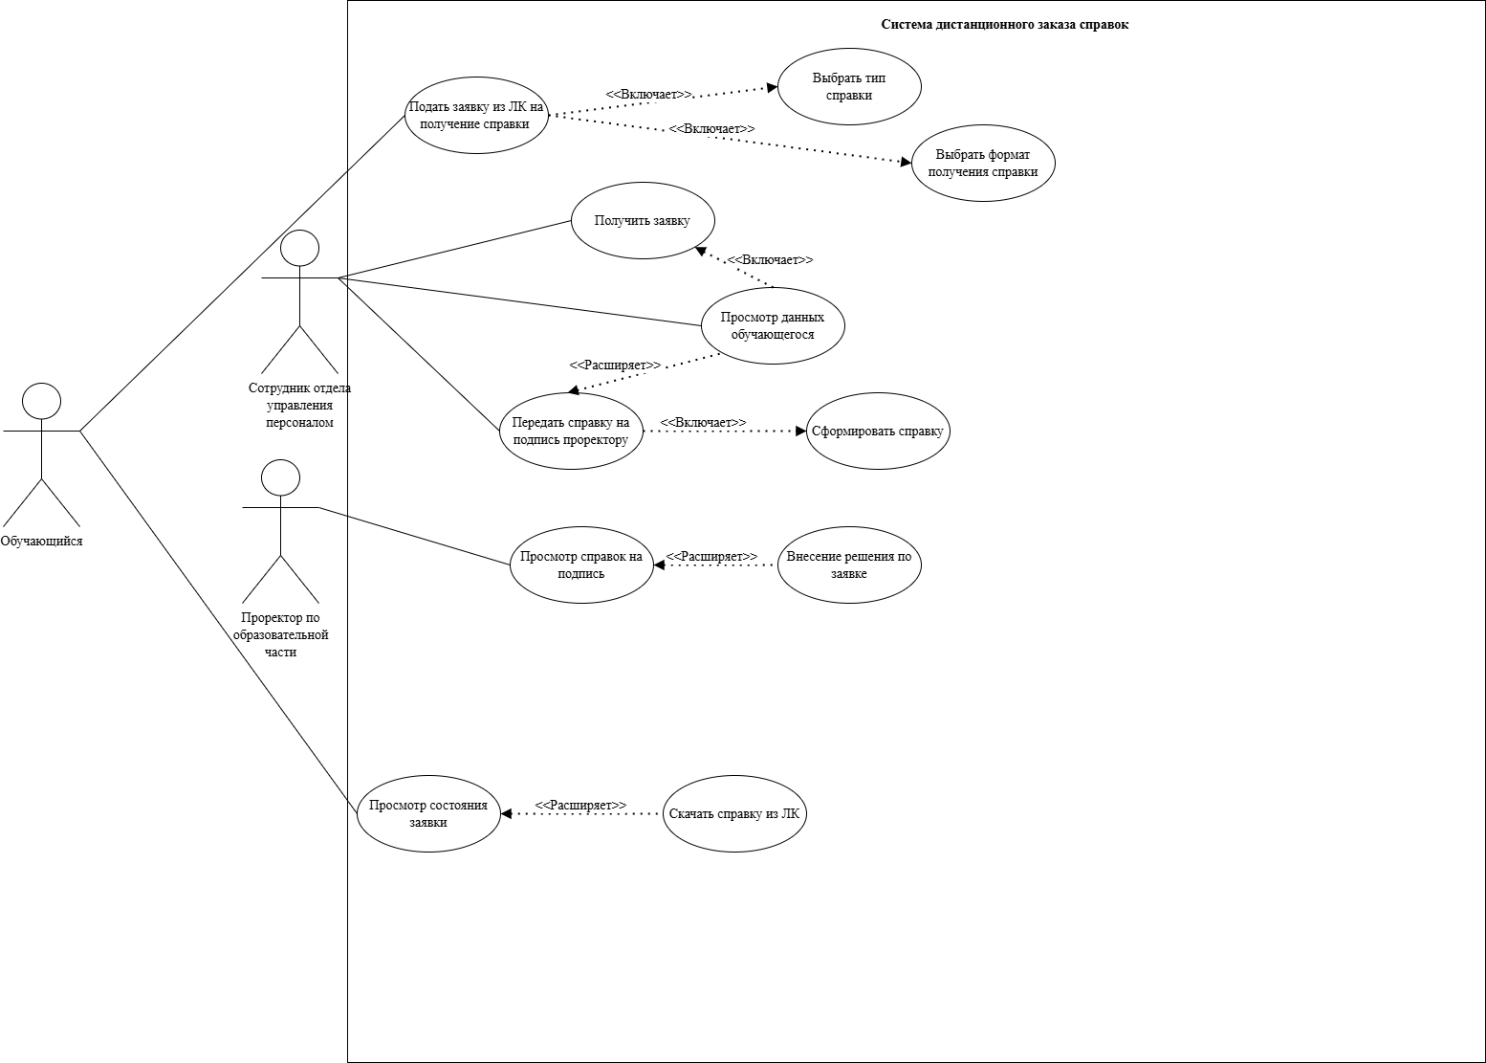 Система дистанционного заказа справок
Подать заявку из ЛК на
получение справки
<<Включает>>
Выбрать тип
справки
<<Включает>>
Выбрать формат
получения справки
Получить заявку
<<Включает>>
Просмотр данных
обучающегося
<<Расширяет>>
Сотрудник отдела
управления
персоналом
Передать справку на
подпись проректору
<<Включает>>
Сформировать справку
Обучающийся
Просмотр справок на
подпись
<<Расширяет>>
Внесение решения по
заявке
Проректор по
образовательной
части
Просмотр состояния
заявки
<<Расширяет>>
Скачать справку из ЛК